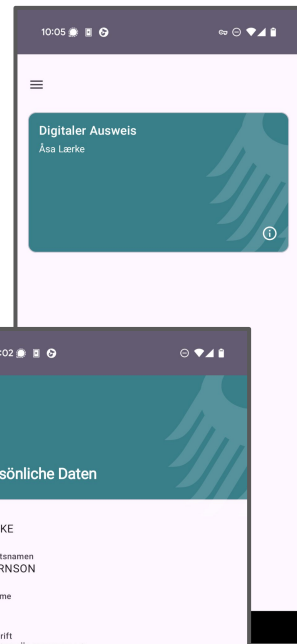 10:05
Digitaler Ausweis
Åsa Lærke
:02
sönliche Daten
KE
tsnamen
RNSON
me
rift